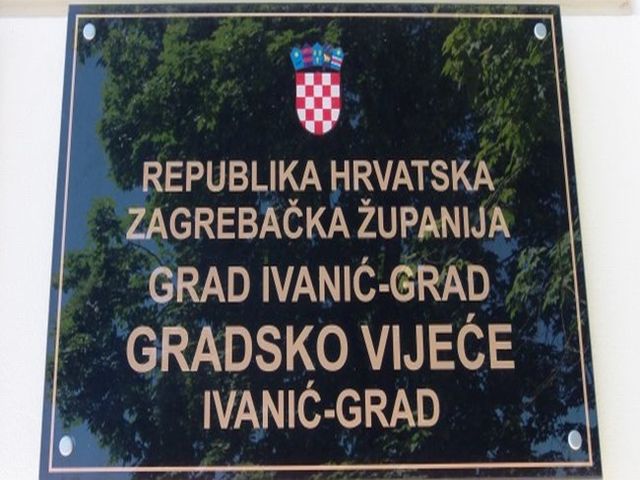 REPUBLIKA HRVATSKA
ZAGREBAČKA ŽUPANIJA
GRAD IVANIĆ-GRAD
GRADSKO VIJEĆE
IVANIĆ-GRAD